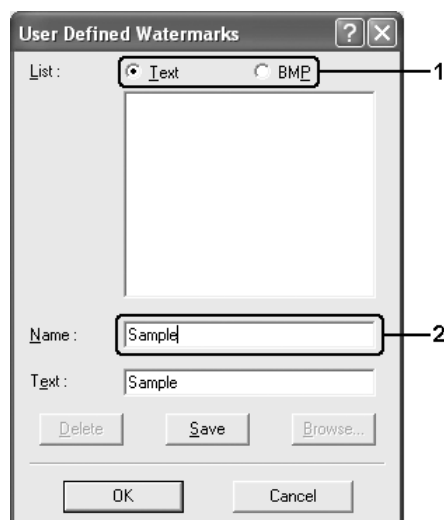 User Defined Watermarks
List : Text BMP 1
Name : Sample 2
Text : Sample
Delete Save Browse...
OK Cancel